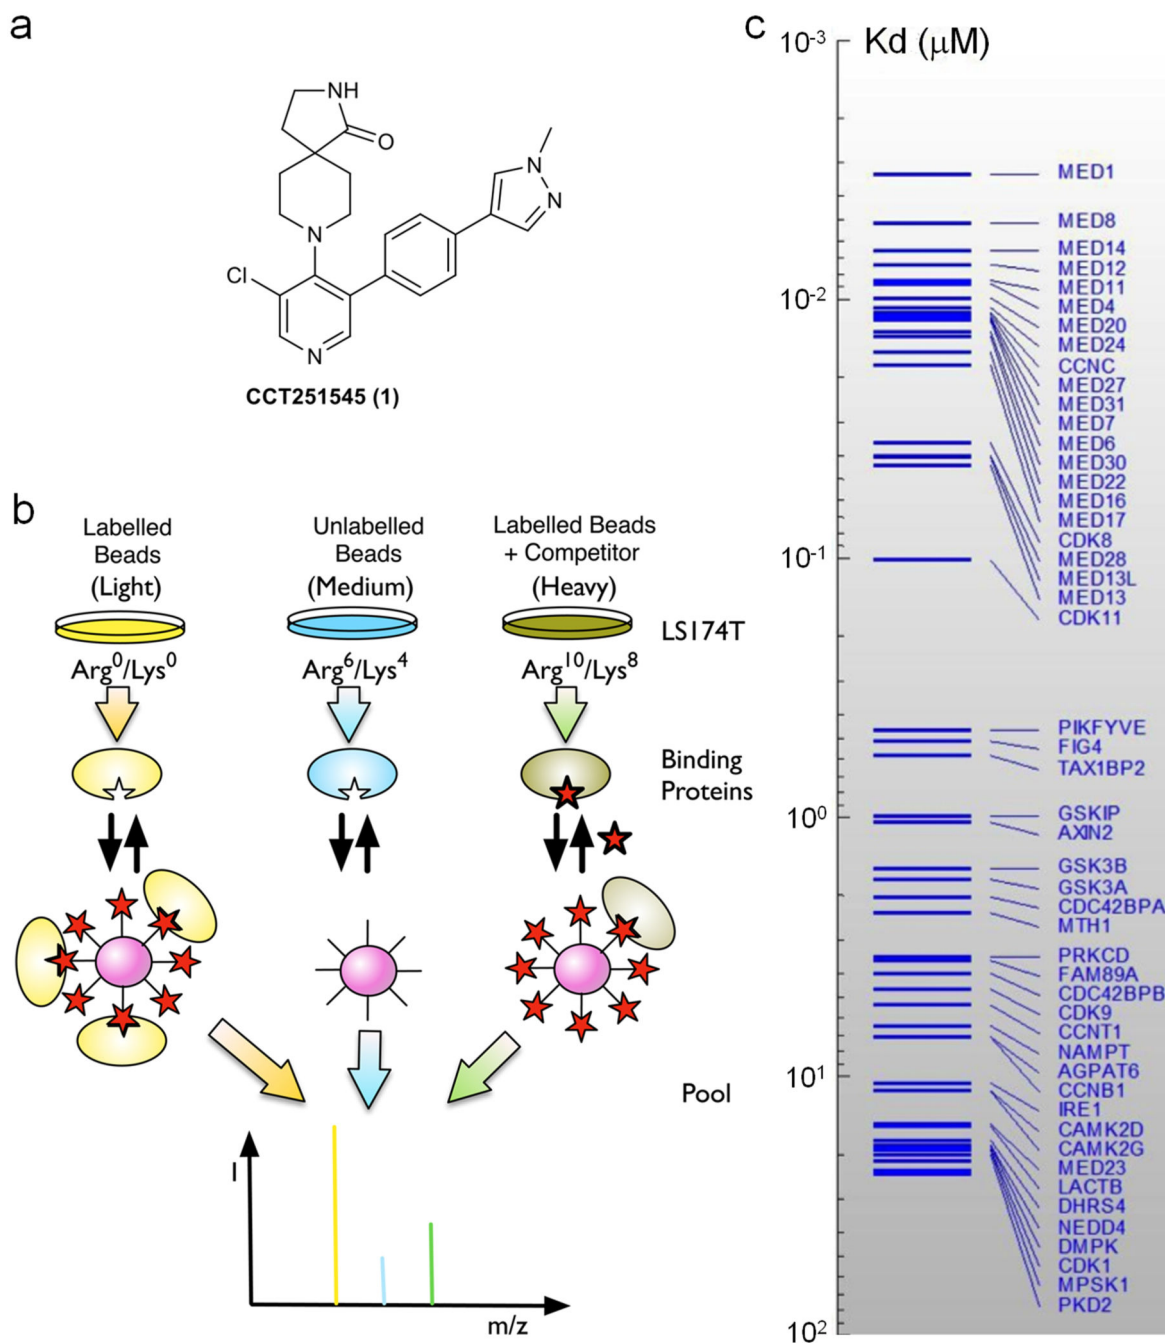 a
NH
O
N
N
N
Cl
N
CCT251545 (1)
b
Labelled
Beads
(Light)
Unlabelled
Beads
(Medium)
Labelled Beads
+ Competitor
(Heavy)
LS174T
Arg⁰/Lys⁰
Arg⁶/Lys⁴
Arg¹⁰/Lys⁸
Binding
Proteins
Pool
I
m/z
c
Kd (μM)
10⁻³
10⁻²
10⁻¹
10⁰
10¹
10²
MED1
MED8
MED14
MED12
MED11
MED4
MED20
MED24
CCNC
MED27
MED31
MED7
MED6
MED30
MED22
MED16
MED17
CDK8
MED28
MED13L
MED13
CDK11
PIKFYVE
FIG4
TAX1BP2
GSKIP
AXIN2
GSK3B
GSK3A
CDC42BPA
MTH1
PRKCD
FAM89A
CDC42BPB
CDK9
CCNT1
NAMPT
AGPAT6
CCNB1
IRE1
CAMK2D
CAMK2G
MED23
LACTB
DHRS4
NEDD4
DMPK
CDK1
MPSK1
PKD2